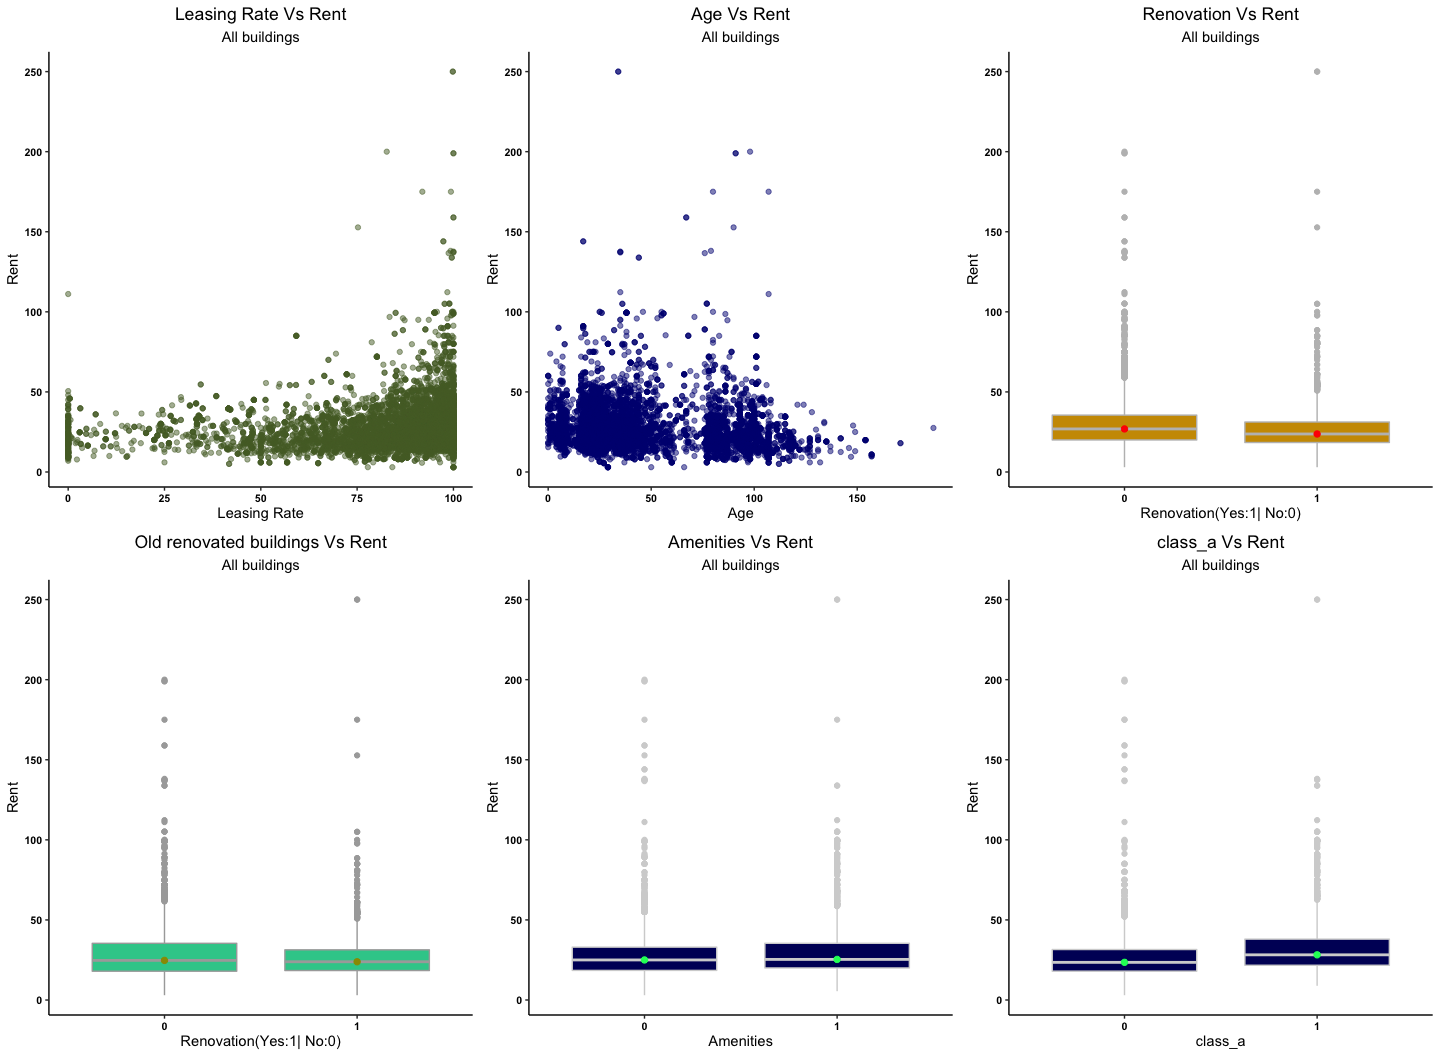 Leasing Rate Vs Rent
All buildings
Rent
250
200
150
100
50
0
0 25 50 75 100
Leasing Rate
Age Vs Rent
All buildings
Rent
250
200
150
100
50
0
0 50 100 150
Age
Renovation Vs Rent
All buildings
Rent
250
200
150
100
50
0
0 1
Renovation(Yes:1| No:0)
Old renovated buildings Vs Rent
All buildings
Rent
250
200
150
100
50
0
0 1
Renovation(Yes:1| No:0)
Amenities Vs Rent
All buildings
Rent
250
200
150
100
50
0
0 1
Amenities
class_a Vs Rent
All buildings
Rent
250
200
150
100
50
0
0 1
class_a